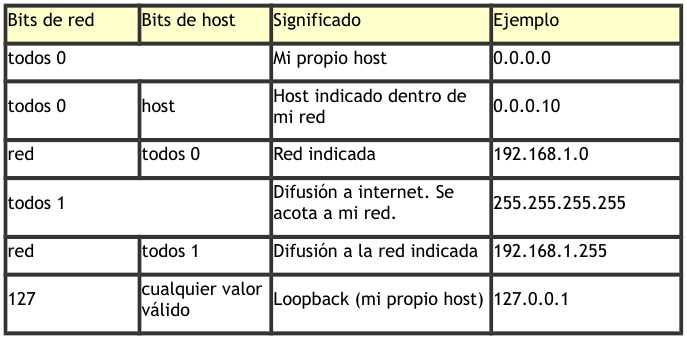 Bits de red Bits de host Significado Ejemplo
todos 0 Mi propio host 0.0.0.0
todos 0 host Host indicado dentro de
mi red 0.0.0.10
red todos 0 Red indicada 192.168.1.0
todos 1 Difusión a internet. Se
acota a mi red. 255.255.255.255
red todos 1 Difusión a la red indicada 192.168.1.255
127 cualquier valor
válido Loopback (mi propio host) 127.0.0.1